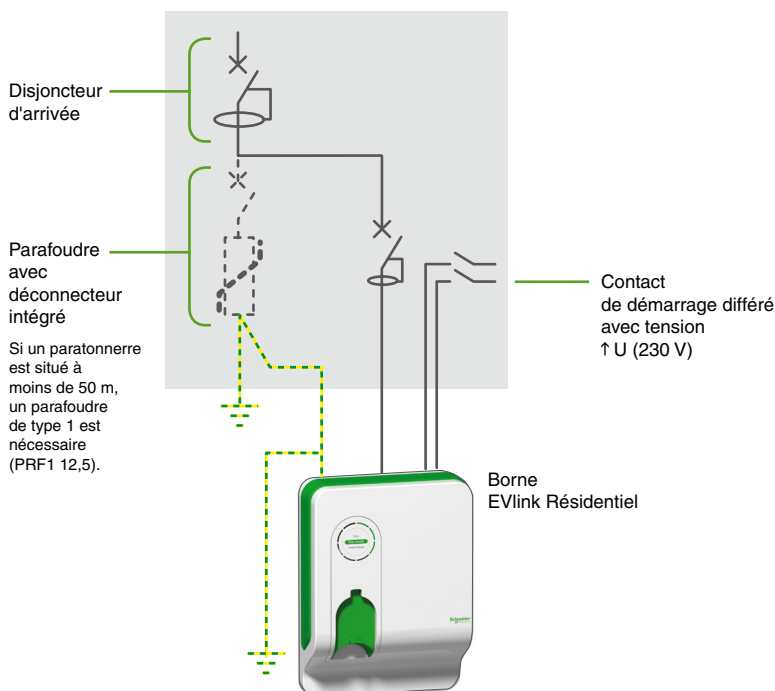 Disjoncteur
d'arrivée
Parafoudre
avec
déconnecteur
intégré
Si un paratonnerre
est situé à
moins de 50 m,
un parafoudre
de type 1 est
nécessaire
(PRF1 12,5).
Contact
de démarrage différé
avec tension
↑ U (230 V)
Borne
EVlink Résidentiel
Schneider